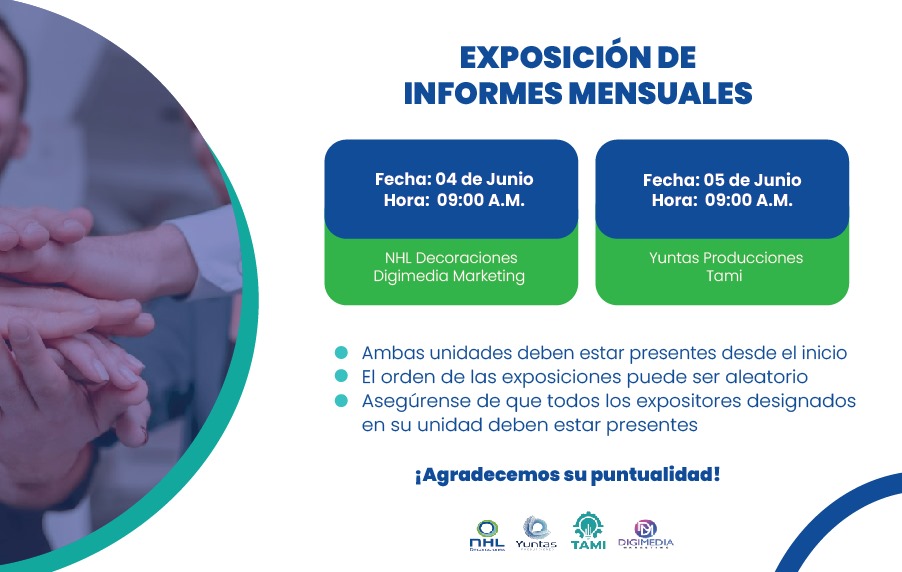 EXPOSICIÓN DE
INFORMES MENSUALES
Fecha: 04 de Junio
Hora: 09:00 A.M.
NHL Decoraciones
Digimedia Marketing
Fecha: 05 de Junio
Hora: 09:00 A.M.
Yuntas Producciones
Tami
Ambas unidades deben estar presentes desde el inicio
El orden de las exposiciones puede ser aleatorio
Asegúrense de que todos los expositores designados
en su unidad deben estar presentes
¡Agradecemos su puntualidad!
NHL
Yuntas
PRODUCCIONES
TAMI
DM
DIGIMEDIA
MARKETING